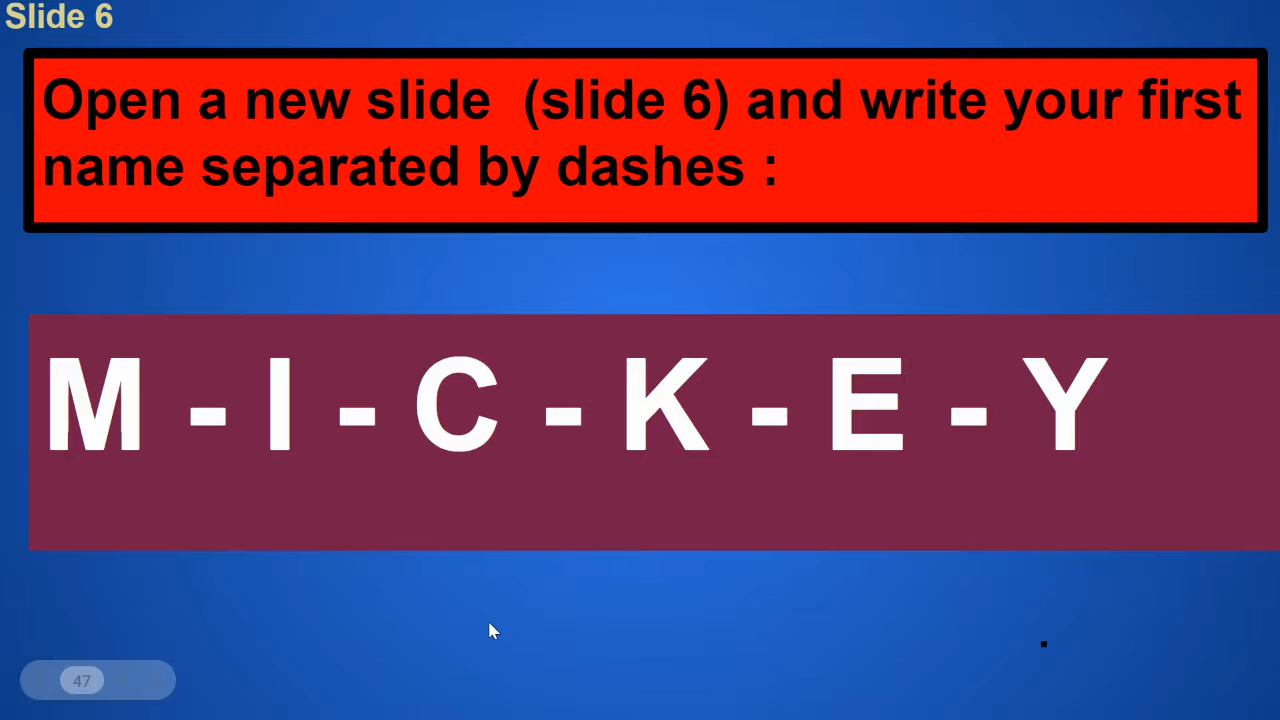 Slide 6
Open a new slide (slide 6) and write your first
name separated by dashes :
M - I - C - K - E - Y
.
47